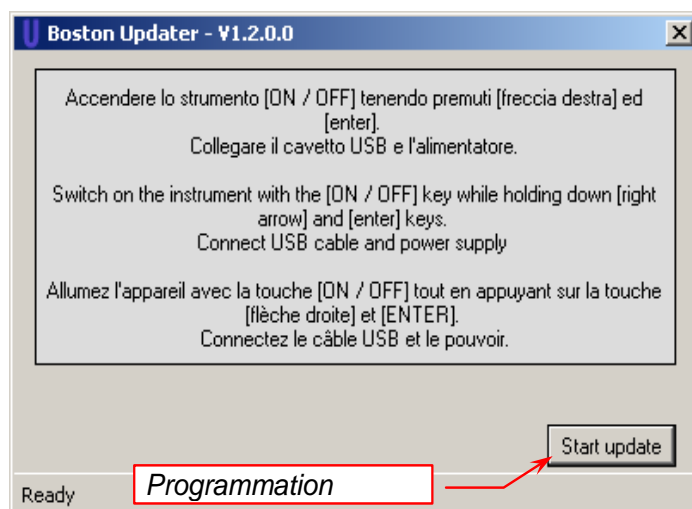 Boston Updater - V1.2.0.0
Accendere lo strumento [ON / OFF] tenendo premuti [freccia destra] ed
[enter].
Collegare il cavetto USB e l'alimentatore.
Switch on the instrument with the [ON / OFF] key while holding down [right
arrow] and [enter] keys.
Connect USB cable and power supply
Allumez l'appareil avec la touche [ON / OFF] tout en appuyant sur la touche
[flèche droite] et [ENTER].
Connectez le câble USB et le pouvoir.
Start update
Programmation
Ready